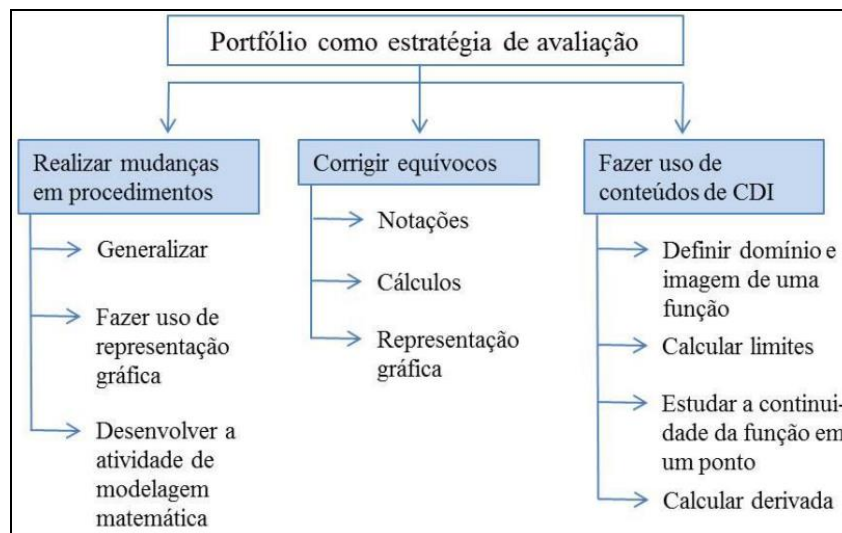 Portfólio como estratégia de avaliação
Realizar mudanças
em procedimentos
Generalizar
Fazer uso de
representação
gráfica
Desenvolver a
atividade de
modelagem
matemática
Corrigir equívocos
Notações
Cálculos
Representação
gráfica
Fazer uso de
conteúdos de CDI
Definir domínio e
imagem de uma
função
Calcular limites
Estudar a continui-
dade da função em
um ponto
Calcular derivada